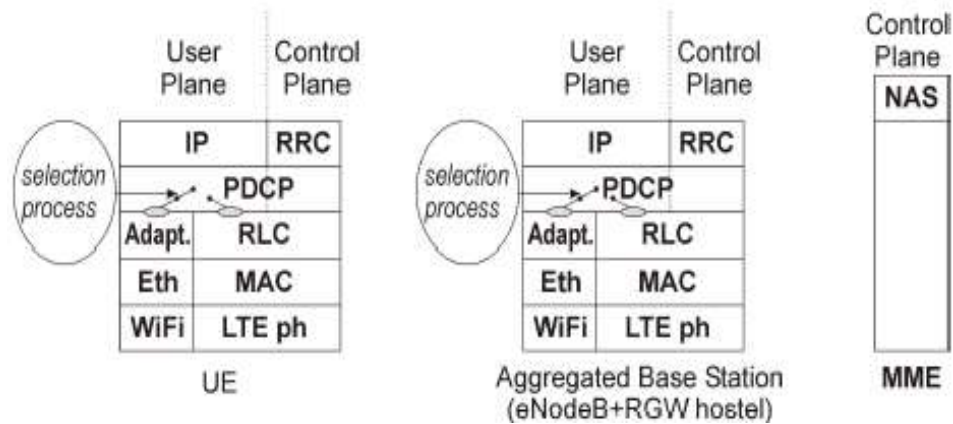 User
Plane
Control
Plane
IP
RRC
selection
process
PDCP
Adapt.
RLC
Eth
MAC
WiFi
LTE ph
UE
User
Plane
Control
Plane
IP
RRC
selection
process
PDCP
Adapt.
RLC
Eth
MAC
WiFi
LTE ph
Aggregated Base Station
(eNodeB+RGW hostel)
Control
Plane
NAS
MME